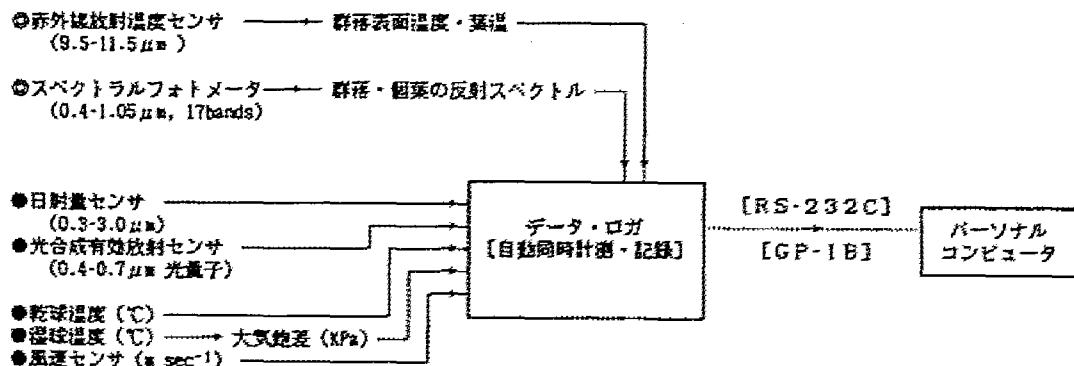 ◎赤外線放射温度センサ → 群落表面温度・葉温
(9.5-11.5μm)
◎スペクトラルフォトメータ → 群落・個葉の反射スペクトル
(0.4-1.05μm, 17bands)
●日射量センサ
(0.3-3.0μm)
●光合成有効放射センサ
(0.4-0.7μm 光量子)
●乾球温度 (℃)
●湿球温度 (℃) → 大気飽差 (KPa)
●風速センサ (m sec⁻¹)
データ・ロガ
[自動同時計測・記録]
[RS-232C]
[GP-IB]
パーソナル
コンピュータ